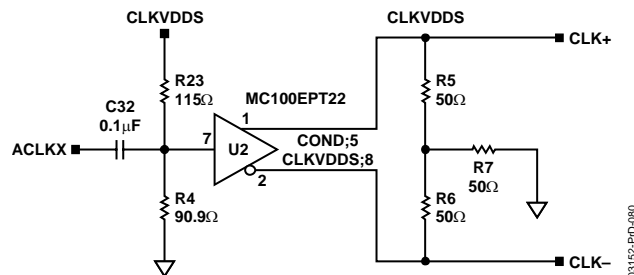 CLKVDDS
CLKVDDS
CLK+
R23
115Ω
MC100EPT22
R5
50Ω
C32
0.1µF
1
COND;5
ACLKX
7
U2
CLKVDDS;8
R7
50Ω
2
R4
90.9Ω
R6
50Ω
CLK–
03152-PrD-080